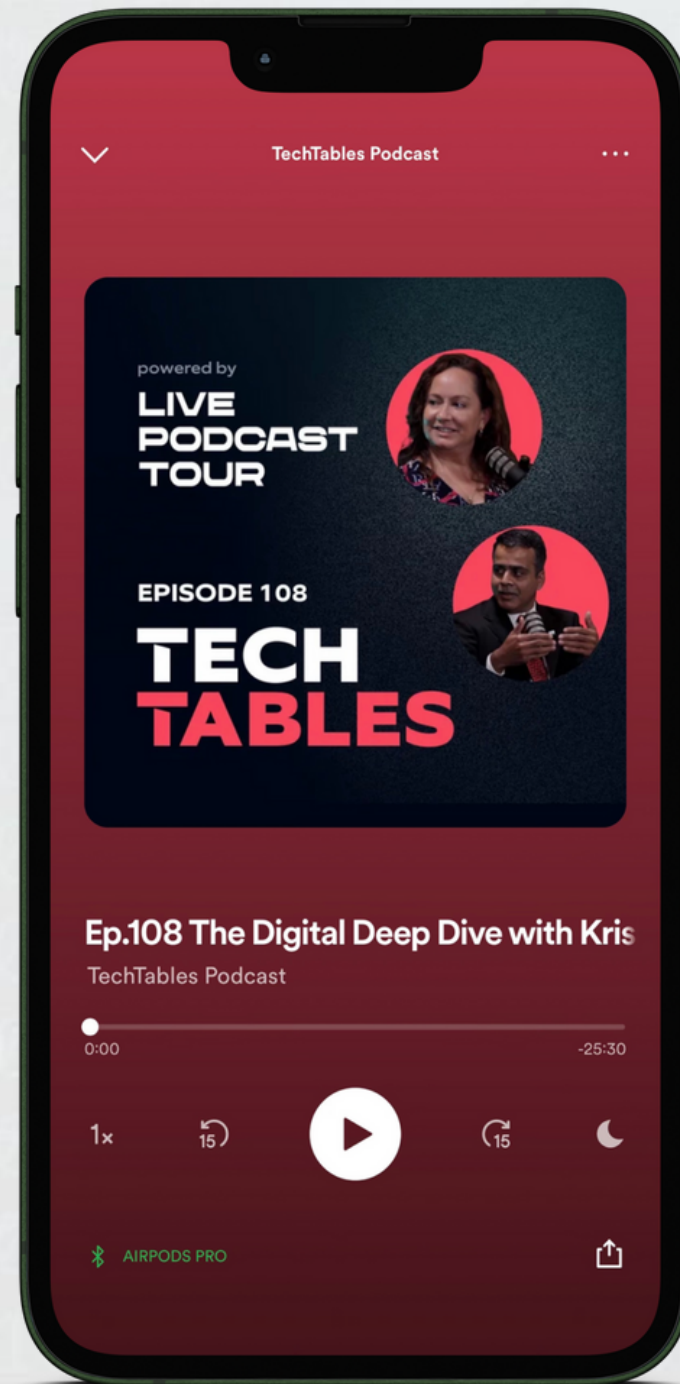 TechTables Podcast
powered by
LIVE
PODCAST
TOUR
EPISODE 108
TECH
TABLES
Ep.108 The Digital Deep Dive with Kris
TechTables Podcast
0:00 -25:30
1x 15 15
AIRPODS PRO